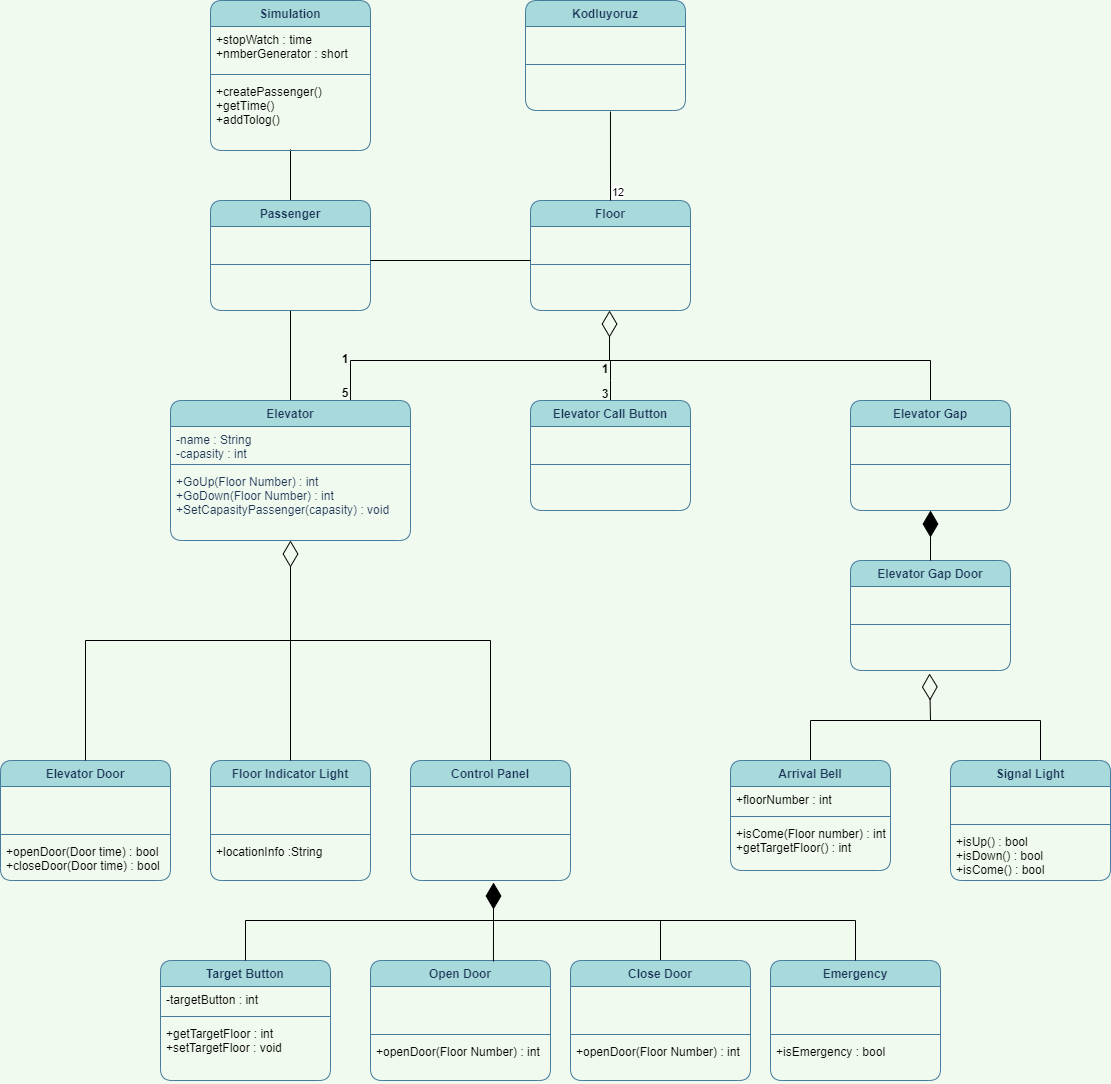 Simulation
+stopWatch : time
+nmberGenerator : short
+createPassenger()
+getTime()
+addTolog()
Kodluyoruz
12
Passenger
Floor
1
5
1
3
Elevator
-name : String
-capasity : int
+GoUp(Floor Number) : int
+GoDown(Floor Number) : int
+SetCapasityPassenger(capasity) : void
Elevator Call Button
Elevator Gap
Elevator Gap Door
Elevator Door
+openDoor(Door time) : bool
+closeDoor(Door time) : bool
Floor Indicator Light
+locationInfo :String
Control Panel
Arrival Bell
+floorNumber : int
+isCome(Floor number) : int
+getTargetFloor() : int
Signal Light
+isUp() : bool
+isDown() : bool
+isCome() : bool
Target Button
-targetButton : int
+getTargetFloor : int
+setTargetFloor : void
Open Door
+openDoor(Floor Number) : int
Close Door
+openDoor(Floor Number) : int
Emergency
+isEmergency : bool